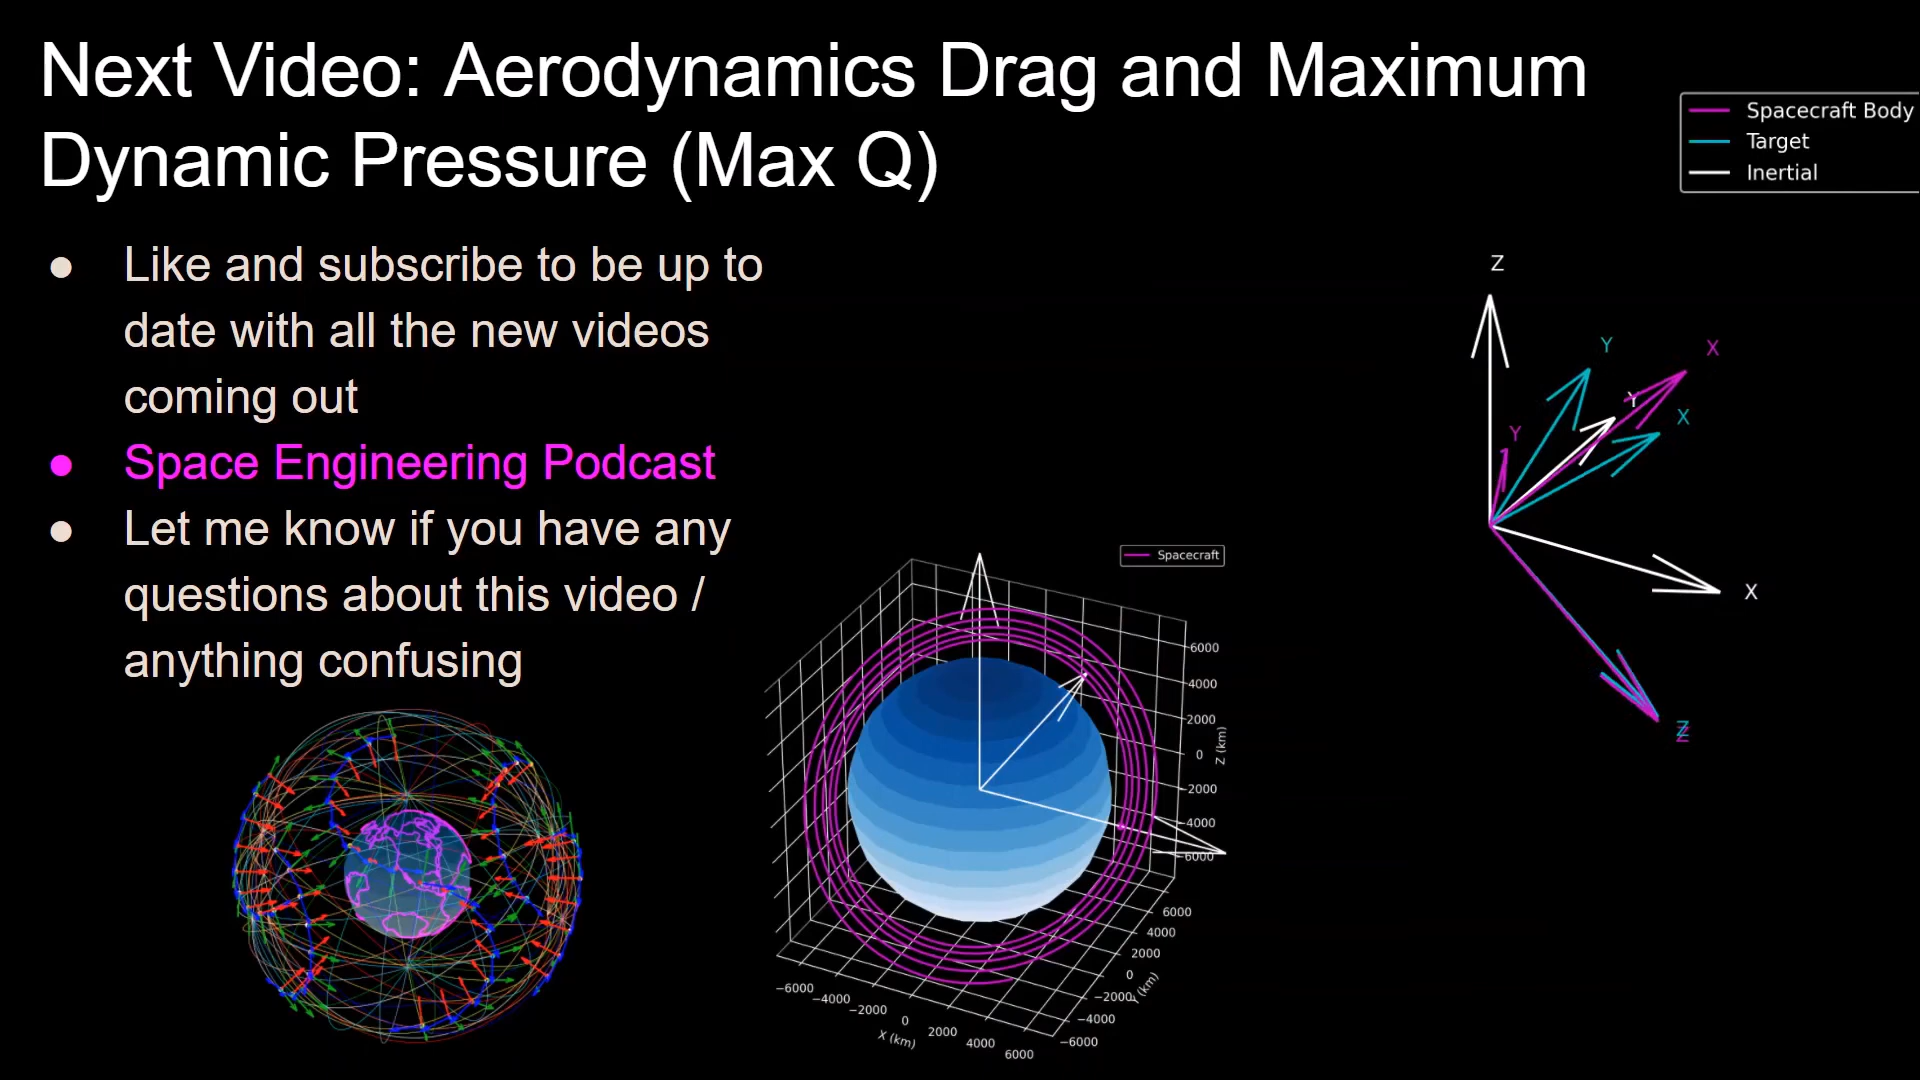 Next Video: Aerodynamics Drag and Maximum
Dynamic Pressure (Max Q)
Spacecraft Body
Target
Inertial
● Like and subscribe to be up to
date with all the new videos
coming out
● Space Engineering Podcast
● Let me know if you have any
questions about this video /
anything confusing
Z
Y
X
Y
X
Y
X
Z
Z
Spacecraft
6000
4000
2000
0
−2000
−4000
−6000
Z (km)
6000
4000
2000
0
−2000
−4000
−6000
Y (km)
−6000
−4000
−2000
0
2000
4000
6000
X (km)